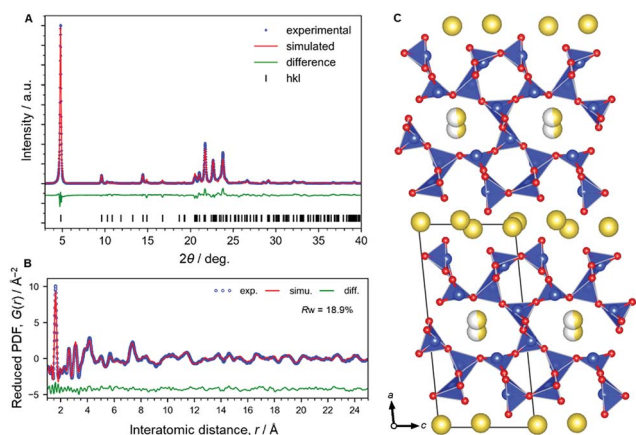 A
experimental
simulated
difference
hkl
Intensity / a.u.
5 10 15 20 25 30 35 40
2θ / deg.
B
exp. simu. diff.
Rw = 18.9%
Reduced PDF, G(r) / Å⁻²
10
5
0
−5
2 4 6 8 10 12 14 16 18 20 22 24
Interatomic distance, r / Å
C
a
c